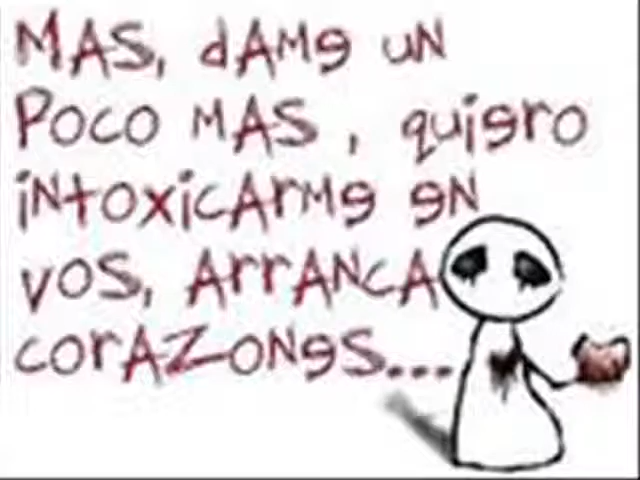 MAS, dAMe uN
POCO MAS, quiero
iNtoxicArMe eN
vos, ArrANcA
corAZoNes...